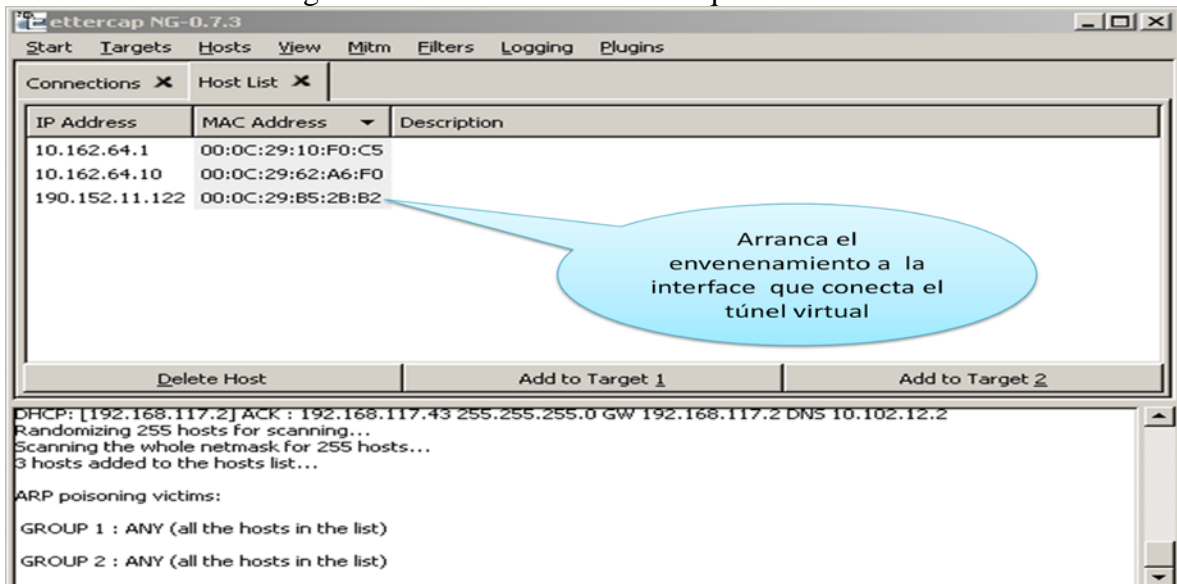 ettercap NG-0.7.3
Start Targets Hosts View Mitm Filters Logging Plugins
Connections Host List
IP Address MAC Address Description
10.162.64.1 00:0C:29:10:F0:C5
10.162.64.10 00:0C:29:62:A6:F0
190.152.11.122 00:0C:29:B5:2B:B2
Arranca el
envenenamiento a la
interface que conecta el
túnel virtual
Delete Host Add to Target 1 Add to Target 2
DHCP: [192.168.117.2] ACK : 192.168.117.43 255.255.255.0 GW 192.168.117.2 DNS 10.102.12.2
Randomizing 255 hosts for scanning...
Scanning the whole netmask for 255 hosts...
3 hosts added to the hosts list...
ARP poisoning victims:
GROUP 1 : ANY (all the hosts in the list)
GROUP 2 : ANY (all the hosts in the list)